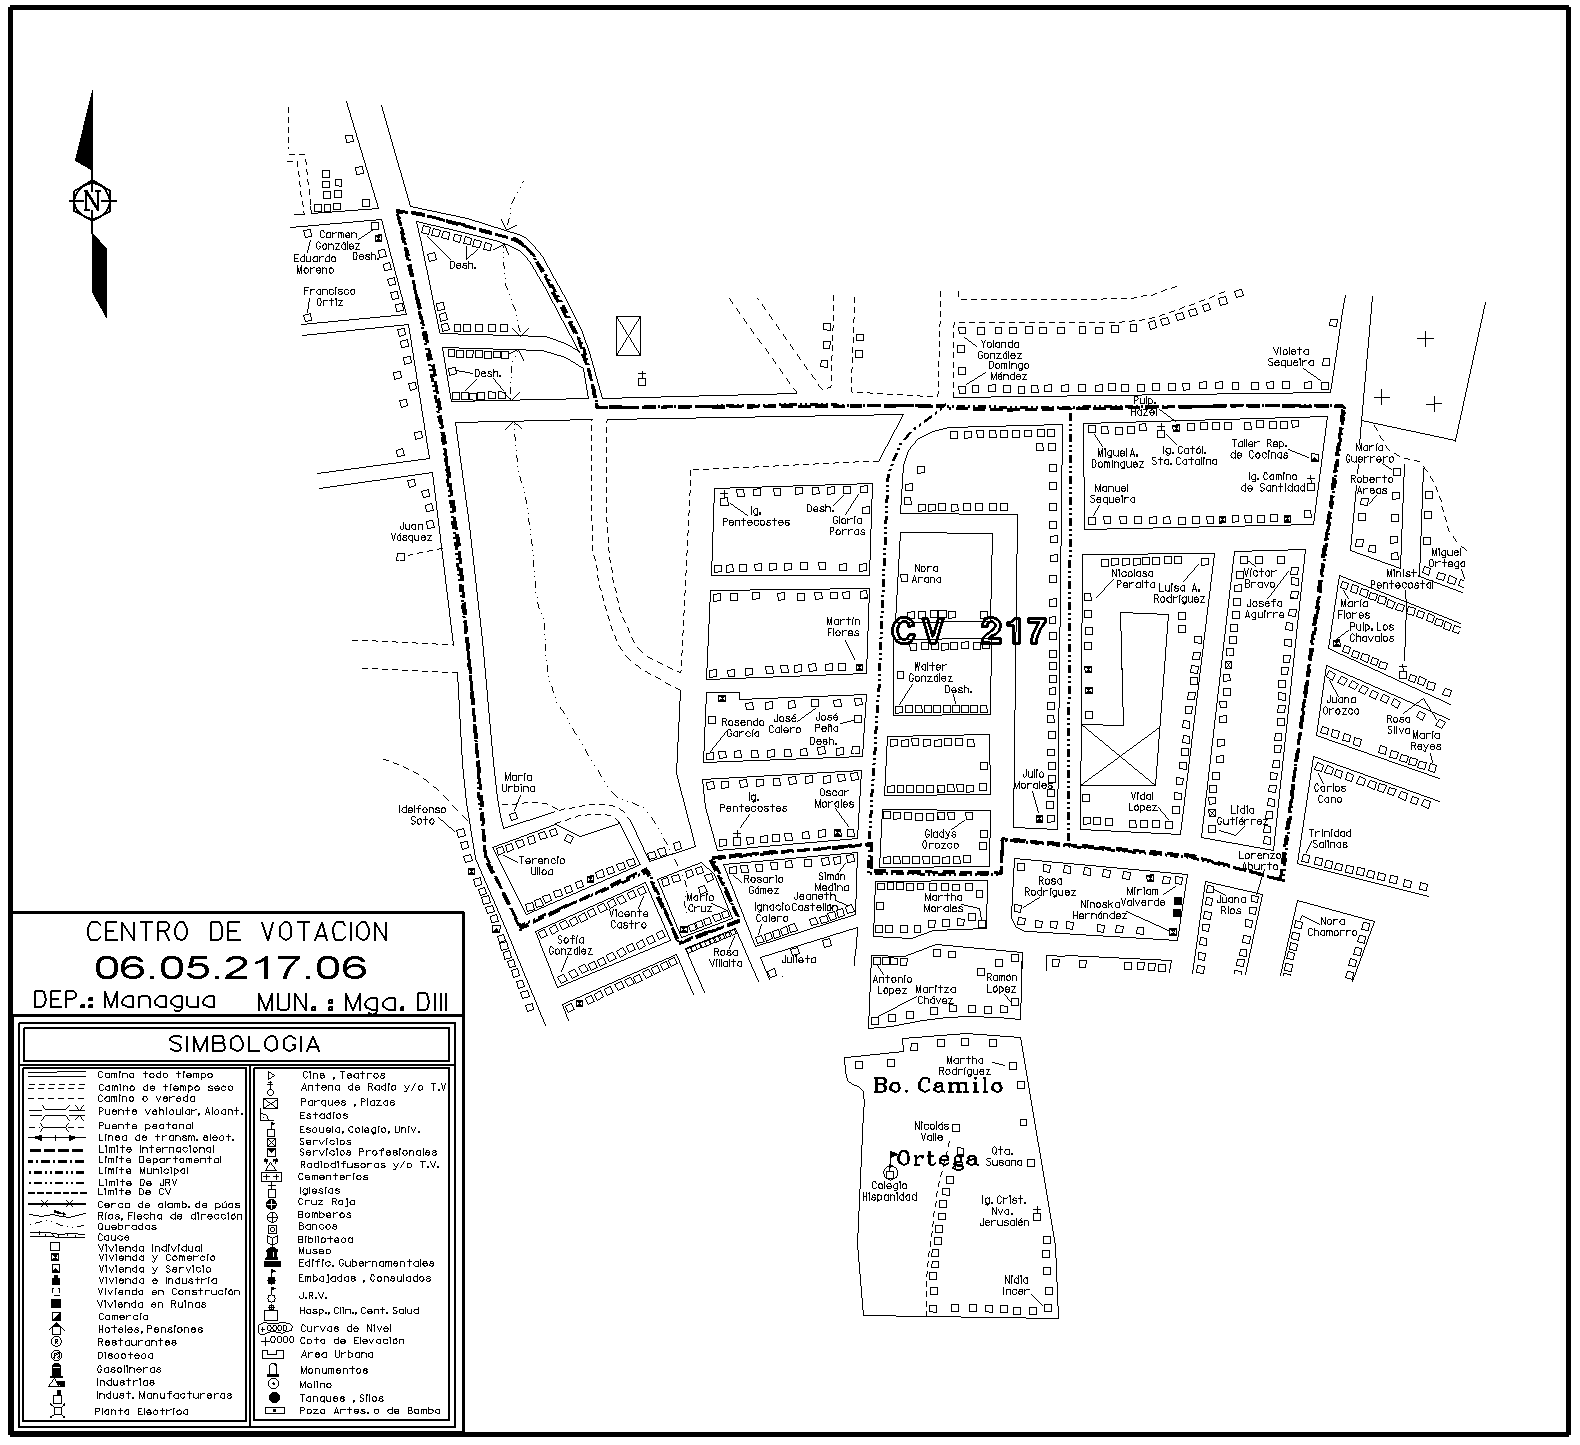 N
Carmen
González
Desh.
Eduardo
Moreno
Francisco
Ortiz
Desh.
Desh.
Juan
Vásquez
Yolanda
González
Domingo
Méndez
Violeta
Sequeira
Pulp.
Hazel
Miguel A.
Domínguez
Ig. Catól.
Sta. Catalina
Taller Rep.
de Cocinas
Manuel
Sequeira
Ig. Camino
de Santidad
María
Guerrero
Roberto
Areas
Miguel
Ortega
Minist.
Pentecostal
María
Flores
Pulp. Los
Chavalos
Ig.
Pentecostes
Desh.
Gloria
Porras
Nora
Arana
Nicolasa
Peralta
Luisa A.
Rodríguez
Víctor
Bravo
Josefa
Aguirre
Martín
Flores
CV 217
Walter
González
Desh.
Rosendo
García
José
Calero
José
Peña
Desh.
Juana
Orozco
Rosa
Silva
María
Reyes
María
Urbina
Ig.
Pentecostes
Oscar
Morales
Julio
Morales
Vidal
López
Lidia
Gutiérrez
Carlos
Cano
Trinidad
Salinas
Ildefonso
Soto
Gladys
Orozco
Lorenzo
Aburto
Terencio
Ulloa
Vicente
Castro
Sofía
González
Mario
Cruz
Rosario
Gámez
Simón
Medina
Ignacio
Calero
Jeaneth
Castellón
Rosa
Villalta
Julieta
Martha
Morales
Rosa
Rodríguez
Miriam
Valverde
Ninoska
Hernández
Juana
Ríos
Nora
Chamorro
Antonio
López
Maritza
Chávez
Ramón
López
Martha
Rodríguez
Bo. Camilo
Ortega
Nicolás
Valle
Qta.
Susana
Colegio
Hispanidad
Ig. Crist.
Nva.
Jerusalén
Nidia
Incer
CENTRO DE VOTACION
06.05.217.06
DEP.: Managua MUN. : Mga. DIII
SIMBOLOGIA
Camino todo tiempo
Camino de tiempo seco
Camino o vereda
Puente vehicular, Alcant.
Puente peatonal
Línea de transm. elect.
Límite Internacional
Límite Departamental
Límite Municipal
Límite De JRV
Límite De CV
Cerca de alamb. de púas
Ríos, Flecha de dirección
Quebradas
Cauce
Vivienda Individual
Vivienda y Comercio
Vivienda y Servicio
Vivienda e Industria
Vivienda en Construción
Vivienda en Ruinas
Comercio
Hoteles, Pensiones
Restaurantes
Discoteca
Gasolineras
Industrias
Indust. Manufactureras
Planta Electrica
Cine , Teatros
Antena de Radio y/o T.V
Parques , Plazas
Estadios
Escuela, Colegio, Univ.
Servicios
Servicios Profesionales
Radiodifusoras y/o T.V.
Cementerios
Iglesias
Cruz Roja
Bomberos
Bancos
Biblioteca
Museo
Edific. Gubernamentales
Embajadas , Consulados
J.R.V.
Hosp., Clin., Cent. Salud
Curvas de Nivel
Cota de Elevación
Area Urbana
Monumentos
Molino
Tanques , Silos
Pozo Artes. o de Bomba